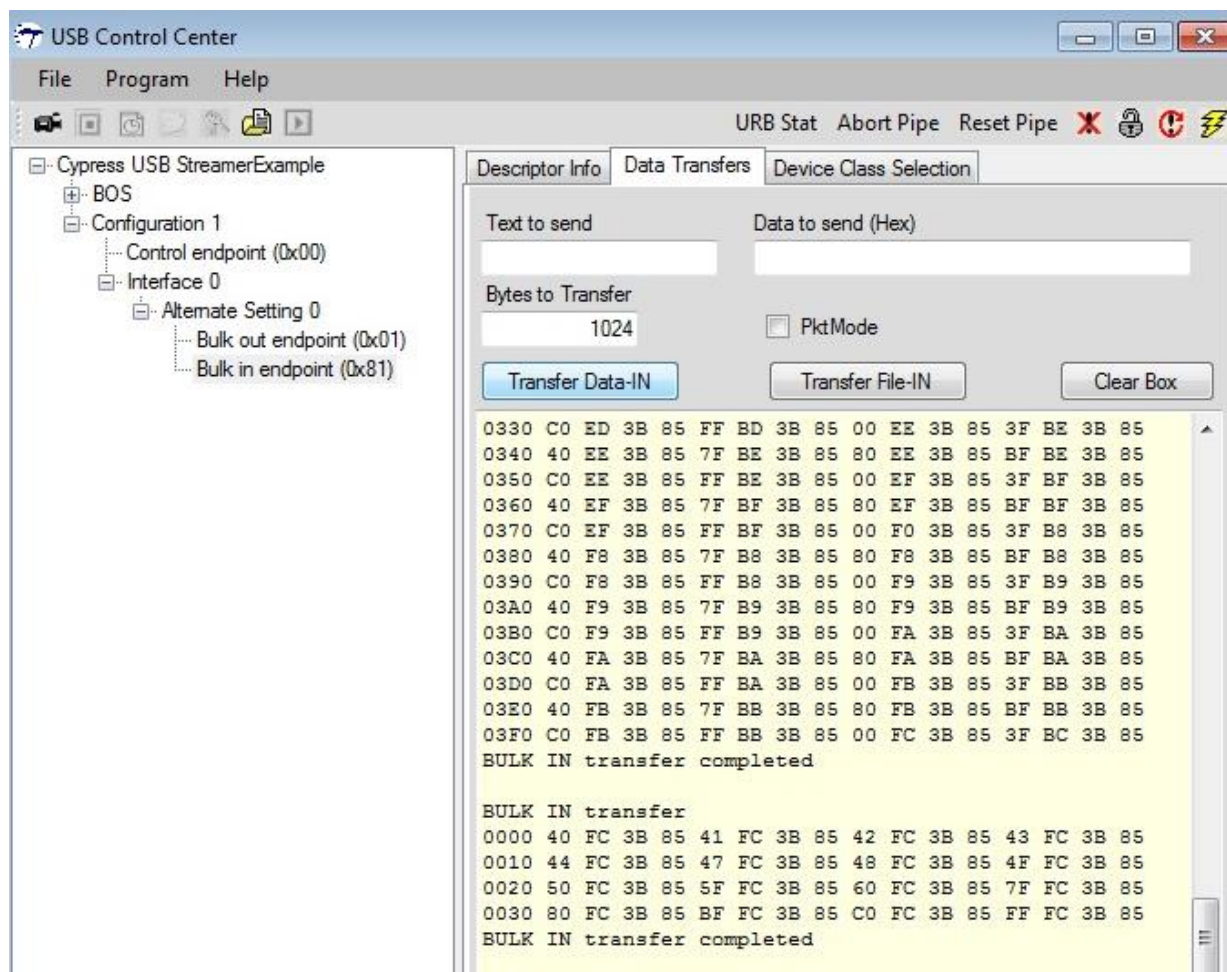 USB Control Center
File Program Help
URB Stat Abort Pipe Reset Pipe
Cypress USB StreamerExample
BOS
Configuration 1
Control endpoint (0x00)
Interface 0
Alternate Setting 0
Bulk out endpoint (0x01)
Bulk in endpoint (0x81)
Descriptor Info Data Transfers Device Class Selection
Text to send Data to send (Hex)
Bytes to Transfer
1024 PktMode
Transfer Data-IN Transfer File-IN Clear Box
0330 C0 ED 3B 85 FF BD 3B 85 00 EE 3B 85 3F BE 3B 85
0340 40 EE 3B 85 7F BE 3B 85 80 EE 3B 85 BF BE 3B 85
0350 C0 EE 3B 85 FF BE 3B 85 00 EF 3B 85 3F BF 3B 85
0360 40 EF 3B 85 7F BF 3B 85 80 EF 3B 85 BF BF 3B 85
0370 C0 EF 3B 85 FF BF 3B 85 00 F0 3B 85 3F B8 3B 85
0380 40 F8 3B 85 7F B8 3B 85 80 F8 3B 85 BF B8 3B 85
0390 C0 F8 3B 85 FF B8 3B 85 00 F9 3B 85 3F B9 3B 85
03A0 40 F9 3B 85 7F B9 3B 85 80 F9 3B 85 BF B9 3B 85
03B0 C0 F9 3B 85 FF B9 3B 85 00 FA 3B 85 3F BA 3B 85
03C0 40 FA 3B 85 7F BA 3B 85 80 FA 3B 85 BF BA 3B 85
03D0 C0 FA 3B 85 FF BA 3B 85 00 FB 3B 85 3F BB 3B 85
03E0 40 FB 3B 85 7F BB 3B 85 80 FB 3B 85 BF BB 3B 85
03F0 C0 FB 3B 85 FF BB 3B 85 00 FC 3B 85 3F BC 3B 85
BULK IN transfer completed
BULK IN transfer
0000 40 FC 3B 85 41 FC 3B 85 42 FC 3B 85 43 FC 3B 85
0010 44 FC 3B 85 47 FC 3B 85 48 FC 3B 85 4F FC 3B 85
0020 50 FC 3B 85 5F FC 3B 85 60 FC 3B 85 7F FC 3B 85
0030 80 FC 3B 85 BF FC 3B 85 C0 FC 3B 85 FF FC 3B 85
BULK IN transfer completed